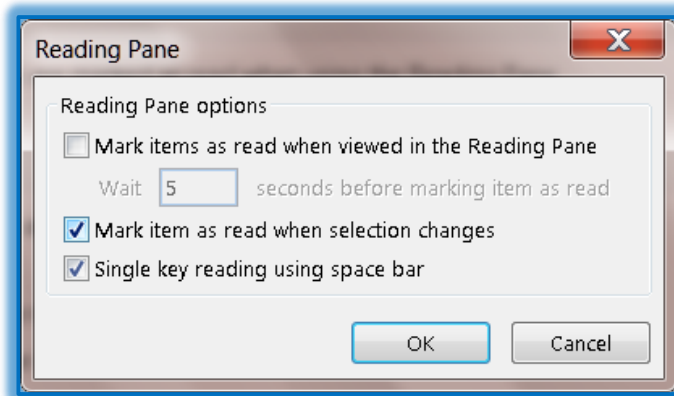 Reading Pane
Reading Pane options
Mark items as read when viewed in the Reading Pane
Wait 5 seconds before marking item as read
Mark item as read when selection changes
Single key reading using space bar
OK Cancel